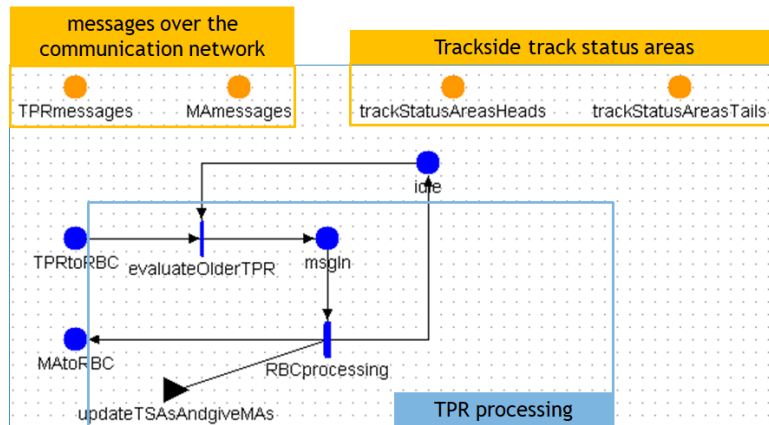 messages over the
communication network
Trackside track status areas
TPRmessages
MAmessages
trackStatusAreasHeads
trackStatusAreasTails
idle
TPRtoRBC
evaluateOlderTPR
msgIn
MAtoRBC
RBCprocessing
updateTSAsAndgiveMAs
TPR processing